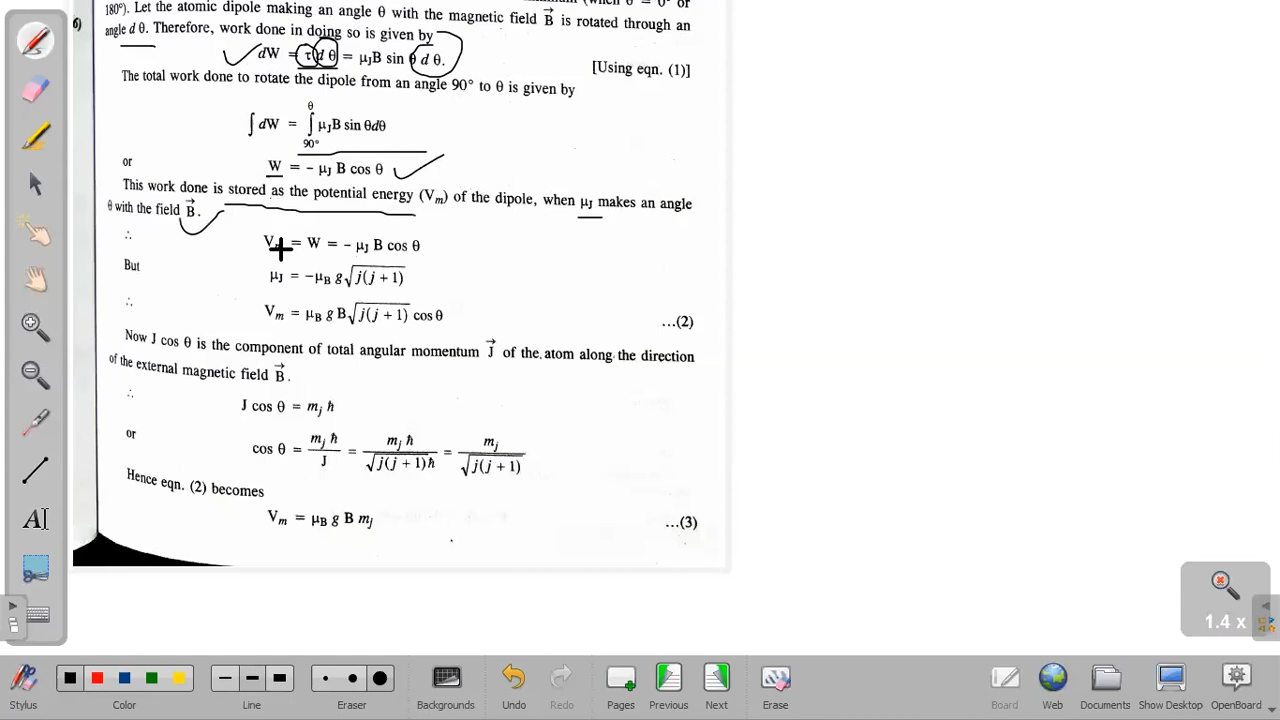 180°). Let the atomic dipole making an angle θ with the magnetic field B⃗ is rotated through an
6)
angle d θ. Therefore, work done in doing so is given by
dW = τ d θ = μJB sin θ d θ.
[Using eqn. (1)]
The total work done to rotate the dipole from an angle 90° to θ is given by
∫ dW = ∫₉₀°^θ μJB sin θdθ
or
W = − μJ B cos θ
This work done is stored as the potential energy (Vm) of the dipole, when μJ makes an angle
θ with the field B⃗.
∴ Vm = W = − μJ B cos θ
But μJ = −μB g√j(j + 1)
∴ Vm = μB g B√j(j + 1) cos θ ...(2)
Now J cos θ is the component of total angular momentum J⃗ of the atom along the direction
of the external magnetic field B⃗.
∴ J cos θ = mj ħ
or cos θ = mj ħ / J = mj ħ / √j(j + 1)ħ = mj / √j(j + 1)
Hence eqn. (2) becomes
Vm = μB g B mj ...(3)
1.4 x
Stylus Color Line Eraser Backgrounds Undo Redo Pages Previous Next Erase Board Web Documents Show Desktop OpenBoard